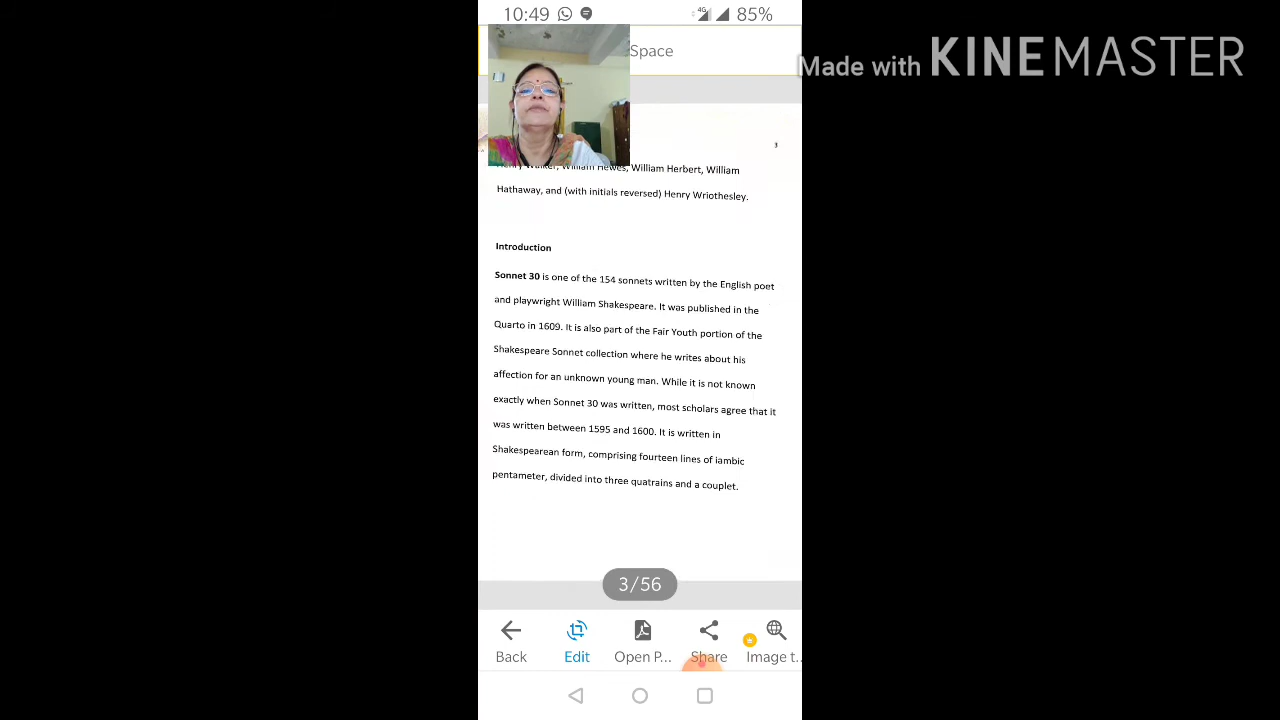 10:49 4G 85%
Space
Made with KINEMASTER
3
Henry Walker, William Hewes, William Herbert, William
Hathaway, and (with initials reversed) Henry Wriothesley.
Introduction
Sonnet 30 is one of the 154 sonnets written by the English poet
and playwright William Shakespeare. It was published in the
Quarto in 1609. It is also part of the Fair Youth portion of the
Shakespeare Sonnet collection where he writes about his
affection for an unknown young man. While it is not known
exactly when Sonnet 30 was written, most scholars agree that it
was written between 1595 and 1600. It is written in
Shakespearean form, comprising fourteen lines of iambic
pentameter, divided into three quatrains and a couplet.
3/56
Back Edit Open P... Share Image t...